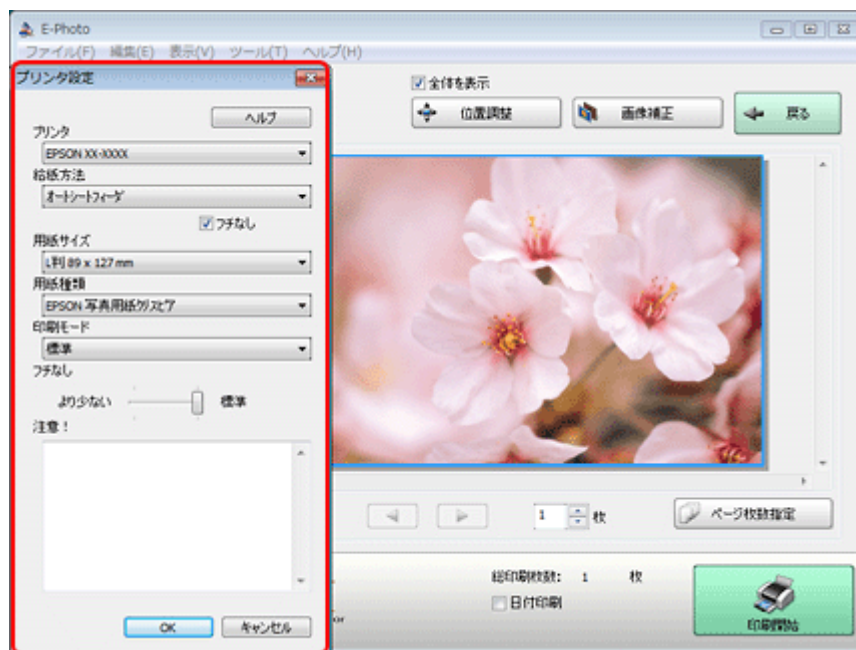 E-Photo
ファイル(F) 編集(E) 表示(V) ツール(T) ヘルプ(H)
プリンタ設定
ヘルプ
プリンタ
EPSON XX-XXXX
給紙方法
オートシートフィーダ
フチなし
用紙サイズ
L判 89 x 127 mm
用紙種類
EPSON 写真用紙クリスピア
印刷モード
標準
フチなし
より少ない 標準
注意!
OK キャンセル
全体を表示
位置調整 画像補正 戻る
1 枚 ページ枚数指定
総印刷枚数: 1 枚
日付印刷
印刷開始